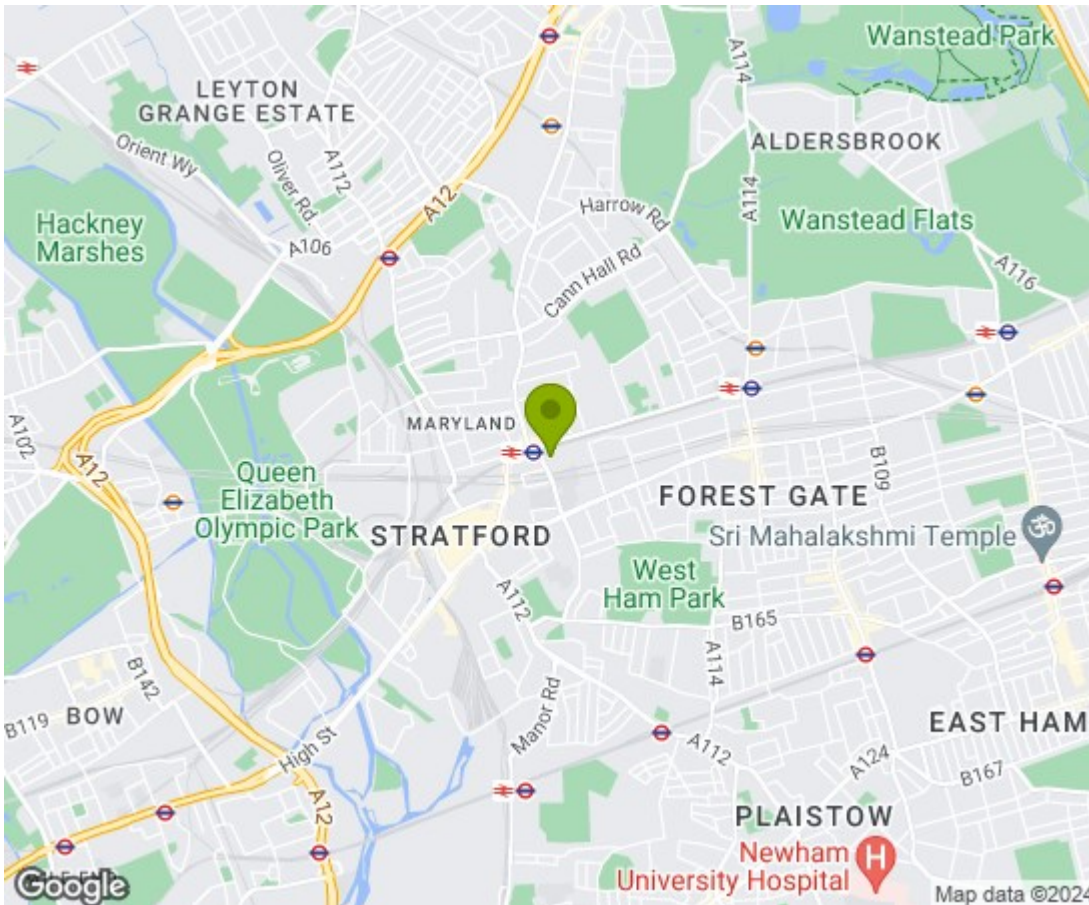 Wanstead Park
A114
LEYTON
GRANGE ESTATE
ALDERSBROOK
Orient Wy
A112
Oliver Rd.
A12
A114
Harrow Rd
Wanstead Flats
Hackney
Marshes
A106
Cann Hall Rd
A116
MARYLAND
A102
A12
Queen
Elizabeth
Olympic Park
B109
FOREST GATE
STRATFORD
Sri Mahalakshmi Temple
West
Ham Park
A112
B165
A114
B142
Manor Rd
B119
BOW
EAST HAM
High St
A112
A124
B167
A12
PLAISTOW
Newham
University Hospital
H
Google
Map data ©2024